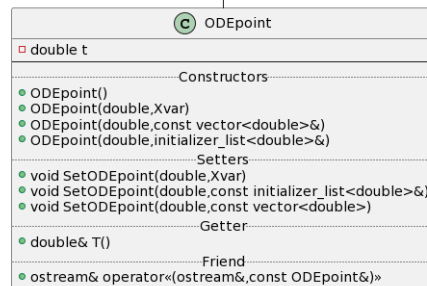 C ODEpoint
double t
Constructors
ODEpoint()
ODEpoint(double,Xvar)
ODEpoint(double,const vector<double>&)
ODEpoint(double,initializer_list<double>&)
Setters
void SetODEpoint(double,Xvar)
void SetODEpoint(double,const initializer_list<double>&)
void SetODEpoint(double,const vector<double>)
Getter
double& T()
Friend
ostream& operator«(ostream&,const ODEpoint&)»